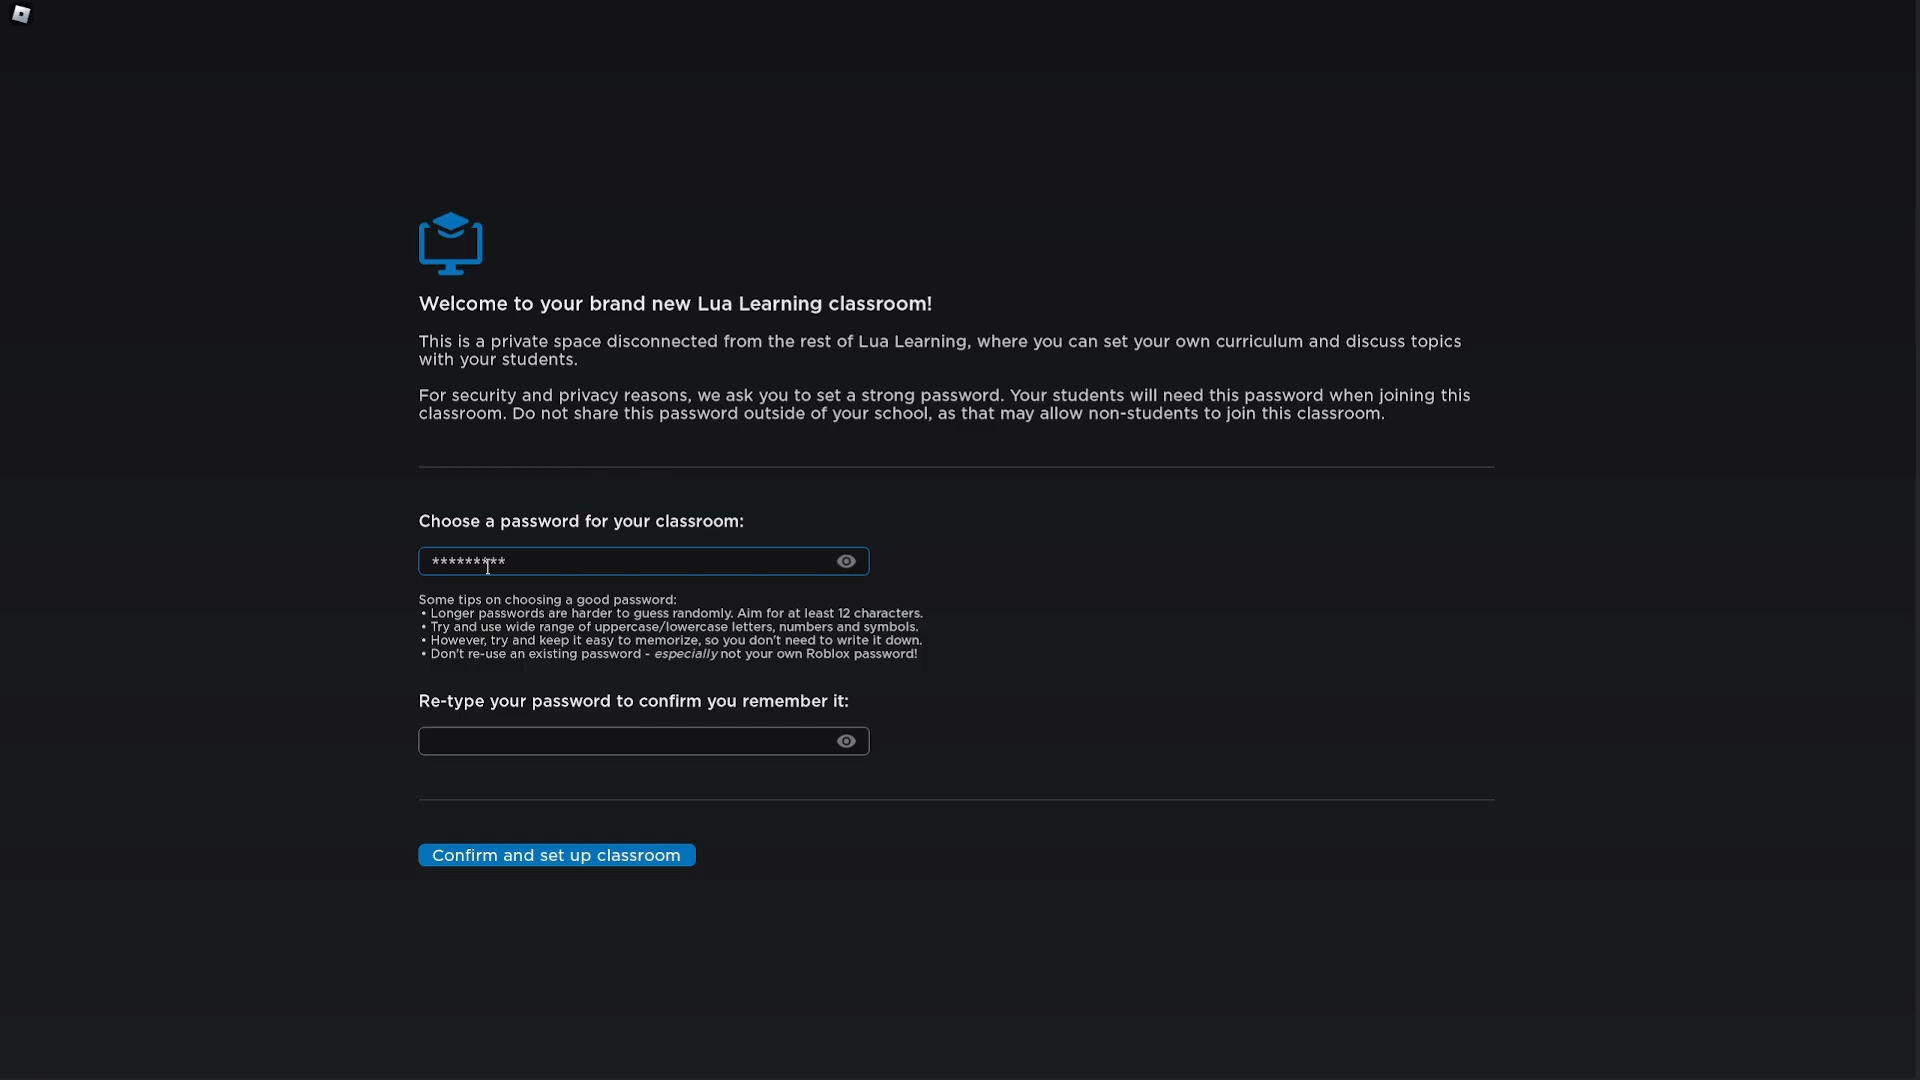 Welcome to your brand new Lua Learning classroom!
This is a private space disconnected from the rest of Lua Learning, where you can set your own curriculum and discuss topics
with your students.
For security and privacy reasons, we ask you to set a strong password. Your students will need this password when joining this
classroom. Do not share this password outside of your school, as that may allow non-students to join this classroom.
Choose a password for your classroom:
*********
Some tips on choosing a good password:
• Longer passwords are harder to guess randomly. Aim for at least 12 characters.
• Try and use wide range of uppercase/lowercase letters, numbers and symbols.
• However, try and keep it easy to memorize, so you don't need to write it down.
• Don't re-use an existing password - especially not your own Roblox password!
Re-type your password to confirm you remember it:
Confirm and set up classroom